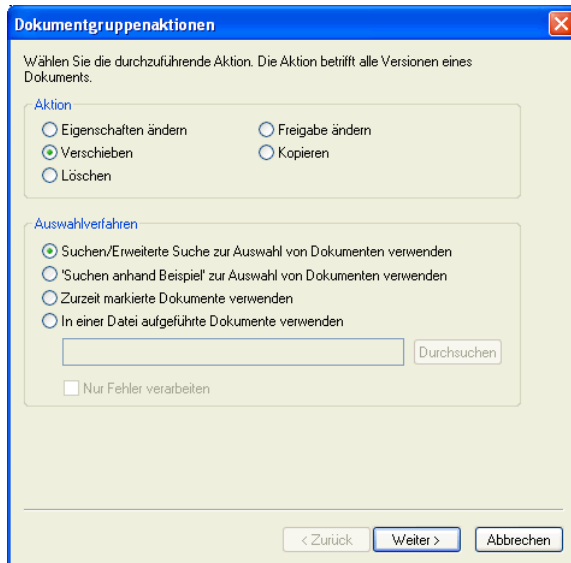 Dokumentgruppenaktionen
Wählen Sie die durchzuführende Aktion. Die Aktion betrifft alle Versionen eines
Dokuments.
Aktion
Eigenschaften ändern
Freigabe ändern
Verschieben
Kopieren
Löschen
Auswahlverfahren
Suchen/Erweiterte Suche zur Auswahl von Dokumenten verwenden
'Suchen anhand Beispiel' zur Auswahl von Dokumenten verwenden
Zurzeit markierte Dokumente verwenden
In einer Datei aufgeführte Dokumente verwenden
Durchsuchen
Nur Fehler verarbeiten
< Zurück
Weiter >
Abbrechen